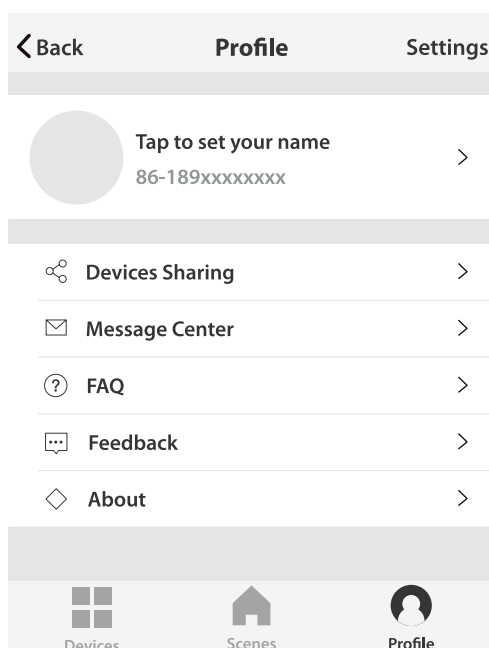 Back Profile Settings
Tap to set your name
86-189xxxxxxxx
Devices Sharing
Message Center
FAQ
Feedback
About
Devices Scenes Profile